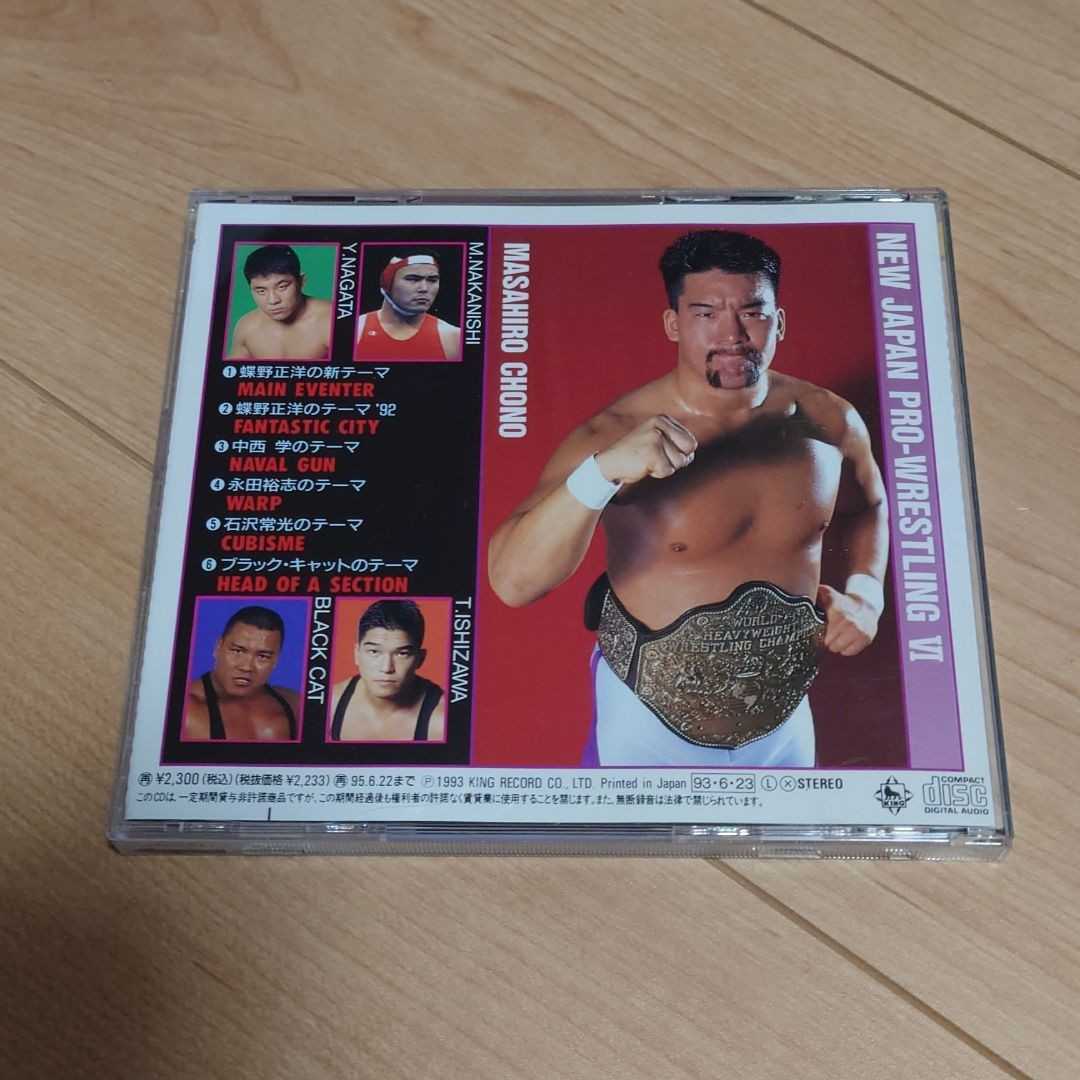 Y.NAGATA
M.NAKANISHI
❶ 蝶野正洋の新テーマ
MAIN EVENTER
❷ 蝶野正洋のテーマ '92
FANTASTIC CITY
❸ 中西 学のテーマ
NAVAL GUN
❹ 永田裕志のテーマ
WARP
❺ 石沢常光のテーマ
CUBISME
❻ ブラック・キャットのテーマ
HEAD OF A SECTION
BLACK CAT
T.ISHIZAWA
MASAHIRO CHONO
WORLD
HEAVYWEIGHT
WRESTLING CHAMP
NEW JAPAN PRO-WRESTLING VI
再 ¥2,300 (税込) (税抜価格 ¥2,233) 再 95.6.22まで Ⓟ 1993 KING RECORD CO., LTD. Printed in Japan 93・6・23 Ⓛ ⓧ STEREO
このCDは、一定期間貸与非許諾商品ですが、この期間経過後も権利者の許諾なく賃貸業に使用することを禁じます。また、無断録音は法律で禁じられています。
KING
COMPACT
disc
DIGITAL AUDIO